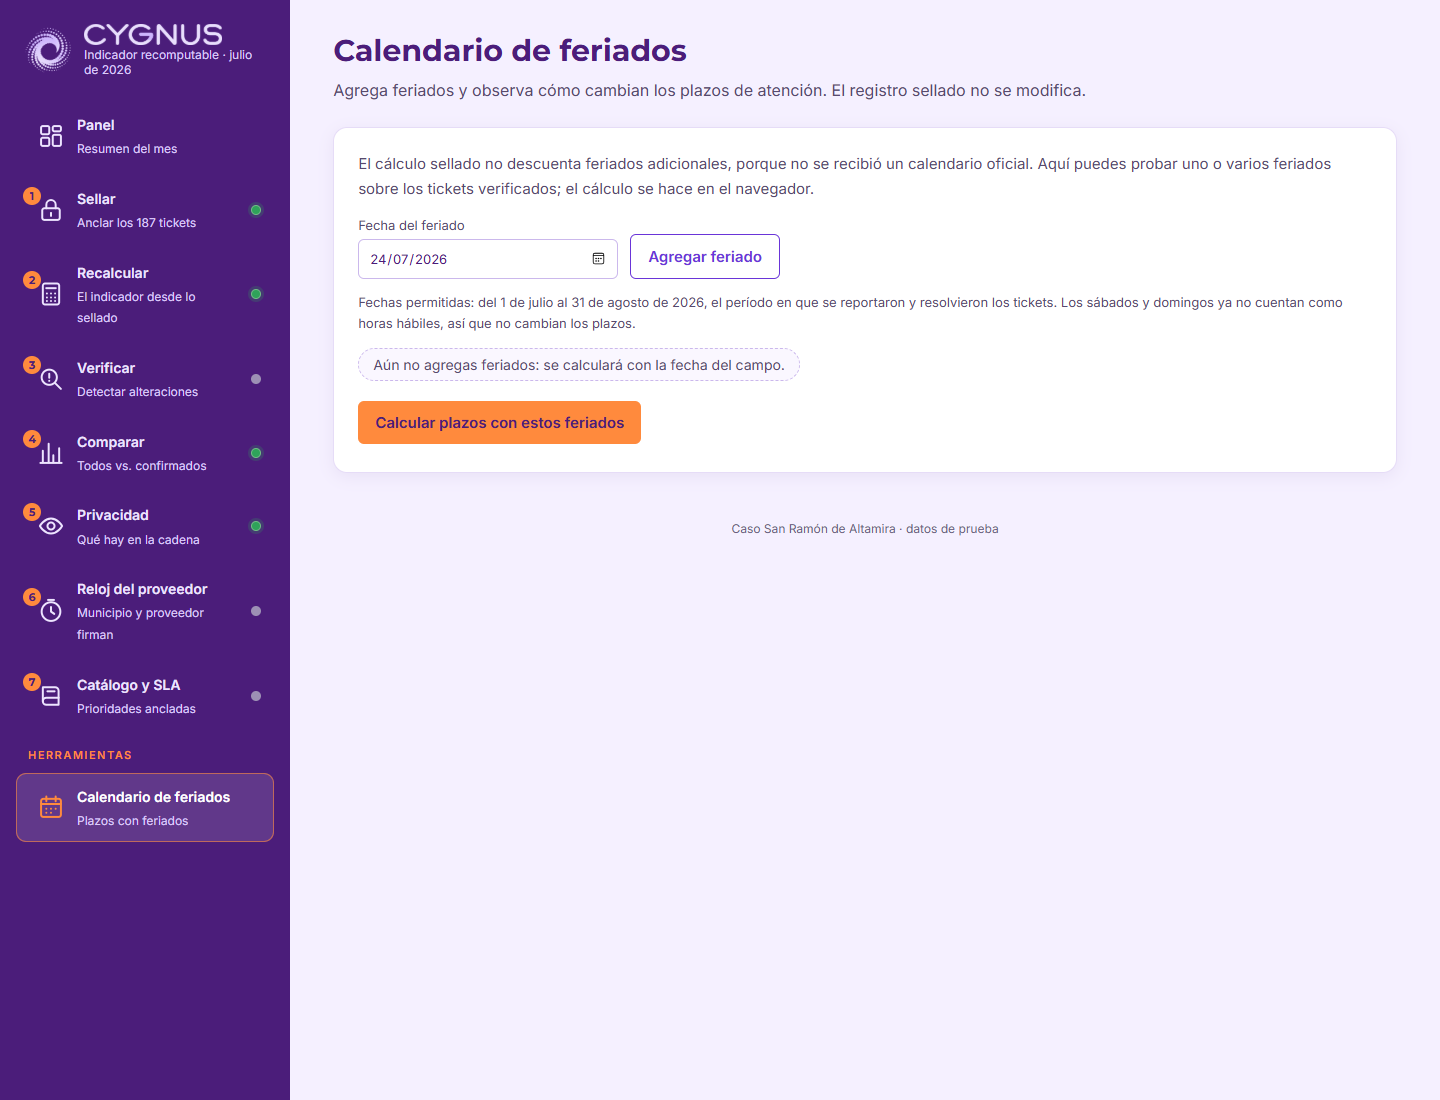 CYGNUS
Indicador recomputable · julio
de 2026
Panel
Resumen del mes
1
Sellar
Anclar los 187 tickets
2
Recalcular
El indicador desde lo
sellado
3
Verificar
Detectar alteraciones
4
Comparar
Todos vs. confirmados
5
Privacidad
Qué hay en la cadena
6
Reloj del proveedor
Municipio y proveedor
firman
7
Catálogo y SLA
Prioridades ancladas
HERRAMIENTAS
Calendario de feriados
Plazos con feriados
Calendario de feriados
Agrega feriados y observa cómo cambian los plazos de atención. El registro sellado no se modifica.
El cálculo sellado no descuenta feriados adicionales, porque no se recibió un calendario oficial. Aquí puedes probar uno o varios feriados
sobre los tickets verificados; el cálculo se hace en el navegador.
Fecha del feriado
24/07/2026
Agregar feriado
Fechas permitidas: del 1 de julio al 31 de agosto de 2026, el período en que se reportaron y resolvieron los tickets. Los sábados y domingos ya no cuentan como
horas hábiles, así que no cambian los plazos.
Aún no agregas feriados: se calculará con la fecha del campo.
Calcular plazos con estos feriados
Caso San Ramón de Altamira · datos de prueba